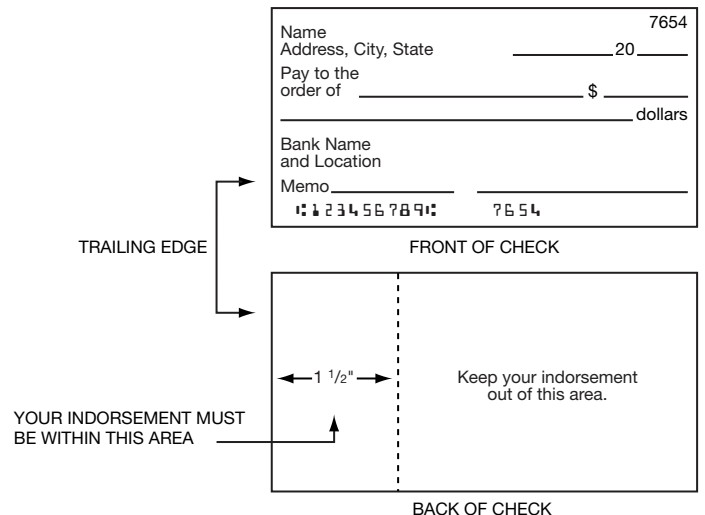 7654
Name
Address, City, State 20
Pay to the
order of $
dollars
Bank Name
and Location
Memo
⑆123456789⑆ 7654
TRAILING EDGE
FRONT OF CHECK
1 1/2"
Keep your indorsement
out of this area.
YOUR INDORSEMENT MUST
BE WITHIN THIS AREA
BACK OF CHECK